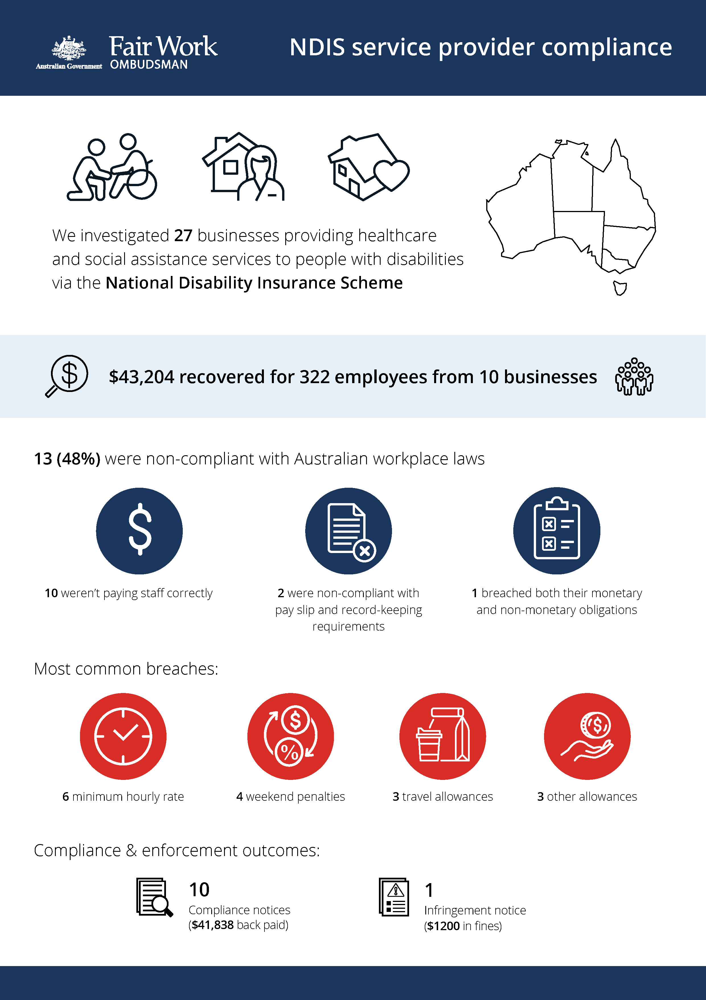 Australian Government
Fair Work
OMBUDSMAN
NDIS service provider compliance
We investigated 27 businesses providing healthcare
and social assistance services to people with disabilities
via the National Disability Insurance Scheme
$
$43,204 recovered for 322 employees from 10 businesses
13 (48%) were non-compliant with Australian workplace laws
$
10 weren’t paying staff correctly
2 were non-compliant with
pay slip and record-keeping
requirements
1 breached both their monetary
and non-monetary obligations
Most common breaches:
$
%
$
6 minimum hourly rate
4 weekend penalties
3 travel allowances
3 other allowances
Compliance & enforcement outcomes:
10
Compliance notices
($41,838 back paid)
!
1
Infringement notice
($1200 in fines)